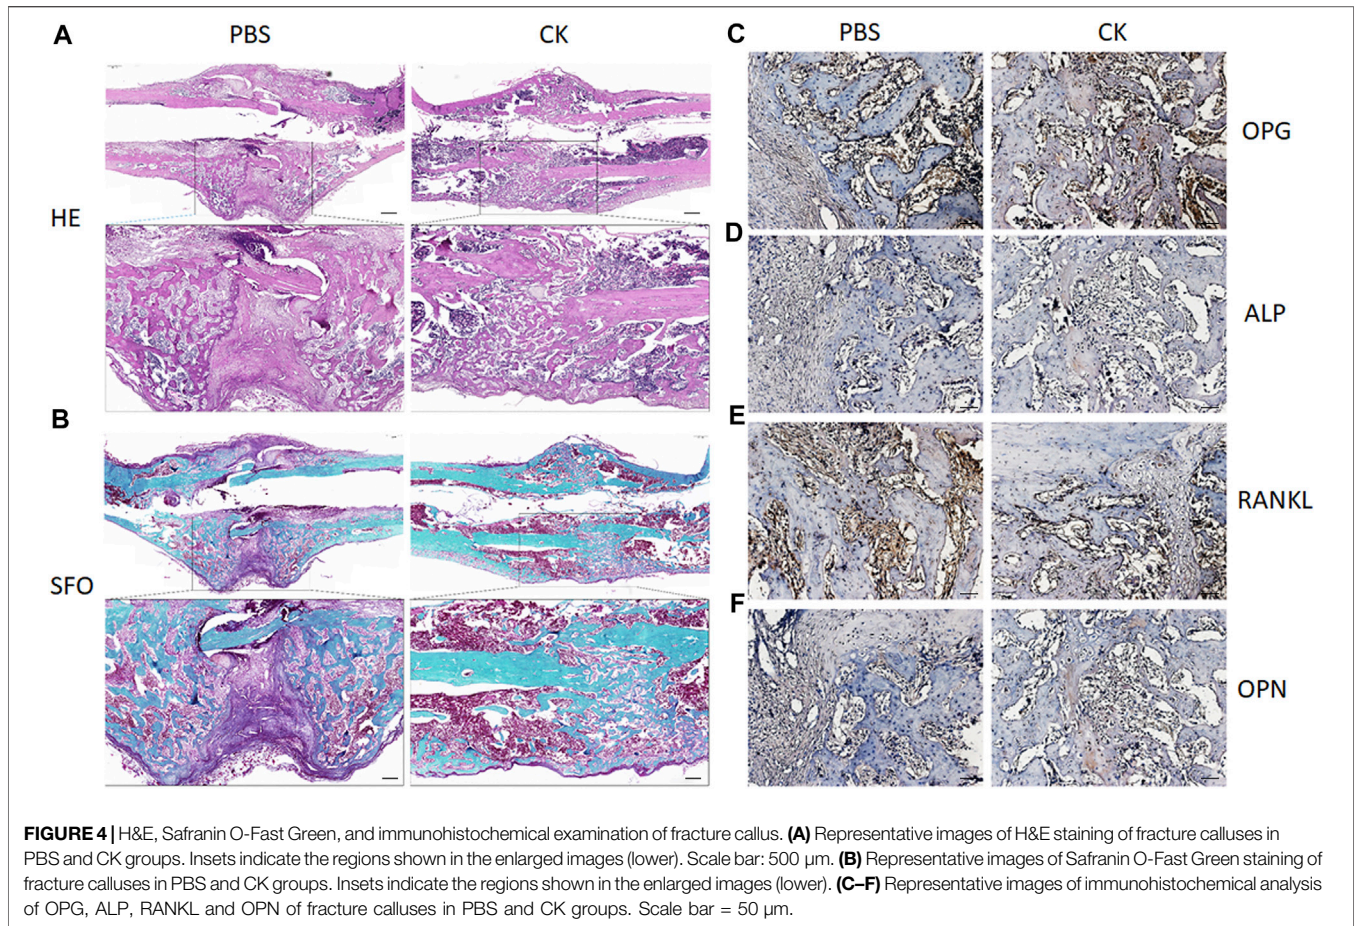 A PBS CK
HE
B
SFO
C PBS CK
OPG
D
ALP
E
RANKL
F
OPN
FIGURE 4 | H&E, Safranin O-Fast Green, and immunohistochemical examination of fracture callus. (A) Representative images of H&E staining of fracture calluses in
PBS and CK groups. Insets indicate the regions shown in the enlarged images (lower). Scale bar: 500 µm. (B) Representative images of Safranin O-Fast Green staining of
fracture calluses in PBS and CK groups. Insets indicate the regions shown in the enlarged images (lower). (C–F) Representative images of immunohistochemical analysis
of OPG, ALP, RANKL and OPN of fracture calluses in PBS and CK groups. Scale bar = 50 µm.